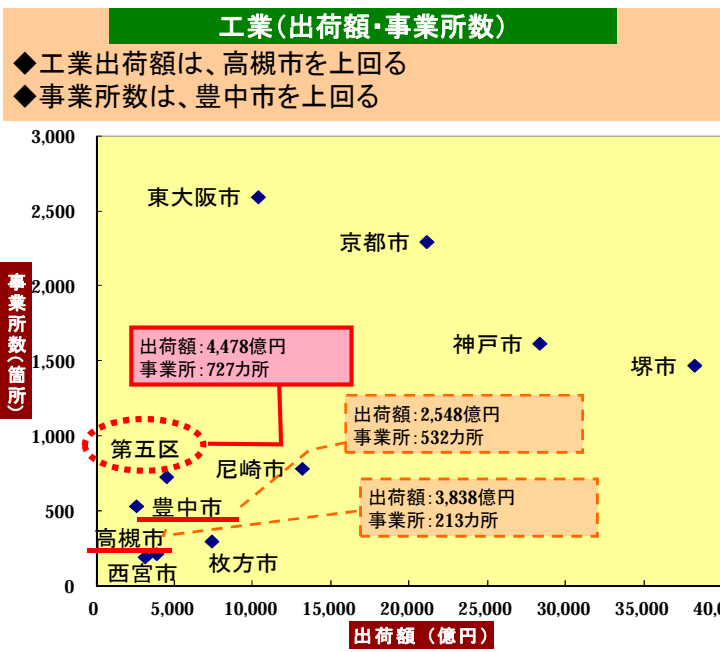 工業(出荷額・事業所数)
◆工業出荷額は、高槻市を上回る
◆事業所数は、豊中市を上回る
3,000
2,500
2,000
1,500
1,000
500
0
事業所数(箇所)
東大阪市
京都市
神戸市
堺市
出荷額:4,478億円
事業所:727カ所
出荷額:2,548億円
事業所:532カ所
第五区
尼崎市
出荷額:3,838億円
事業所:213カ所
豊中市
高槻市
西宮市
枚方市
0 5,000 10,000 15,000 20,000 25,000 30,000 35,000 40,0
出荷額(億円)